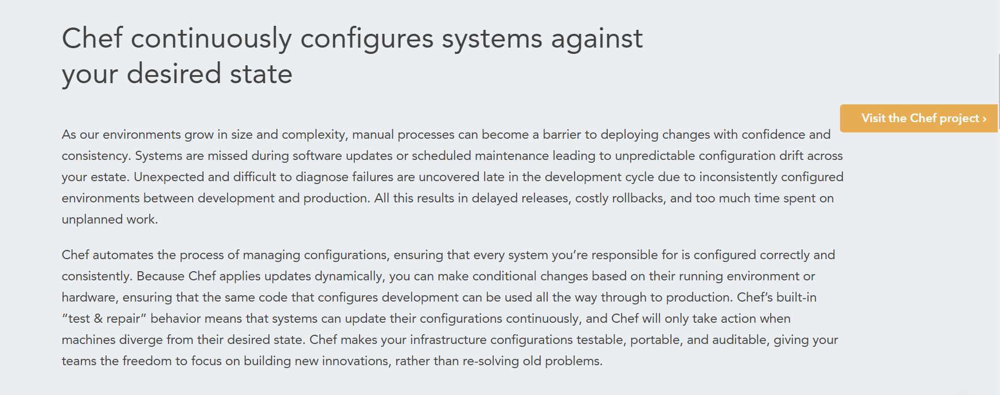 Chef continuously configures systems against
your desired state
Visit the Chef project ›
As our environments grow in size and complexity, manual processes can become a barrier to deploying changes with confidence and
consistency. Systems are missed during software updates or scheduled maintenance leading to unpredictable configuration drift across
your estate. Unexpected and difficult to diagnose failures are uncovered late in the development cycle due to inconsistently configured
environments between development and production. All this results in delayed releases, costly rollbacks, and too much time spent on
unplanned work.
Chef automates the process of managing configurations, ensuring that every system you’re responsible for is configured correctly and
consistently. Because Chef applies updates dynamically, you can make conditional changes based on their running environment or
hardware, ensuring that the same code that configures development can be used all the way through to production. Chef’s built-in
“test & repair” behavior means that systems can update their configurations continuously, and Chef will only take action when
machines diverge from their desired state. Chef makes your infrastructure configurations testable, portable, and auditable, giving your
teams the freedom to focus on building new innovations, rather than re-solving old problems.